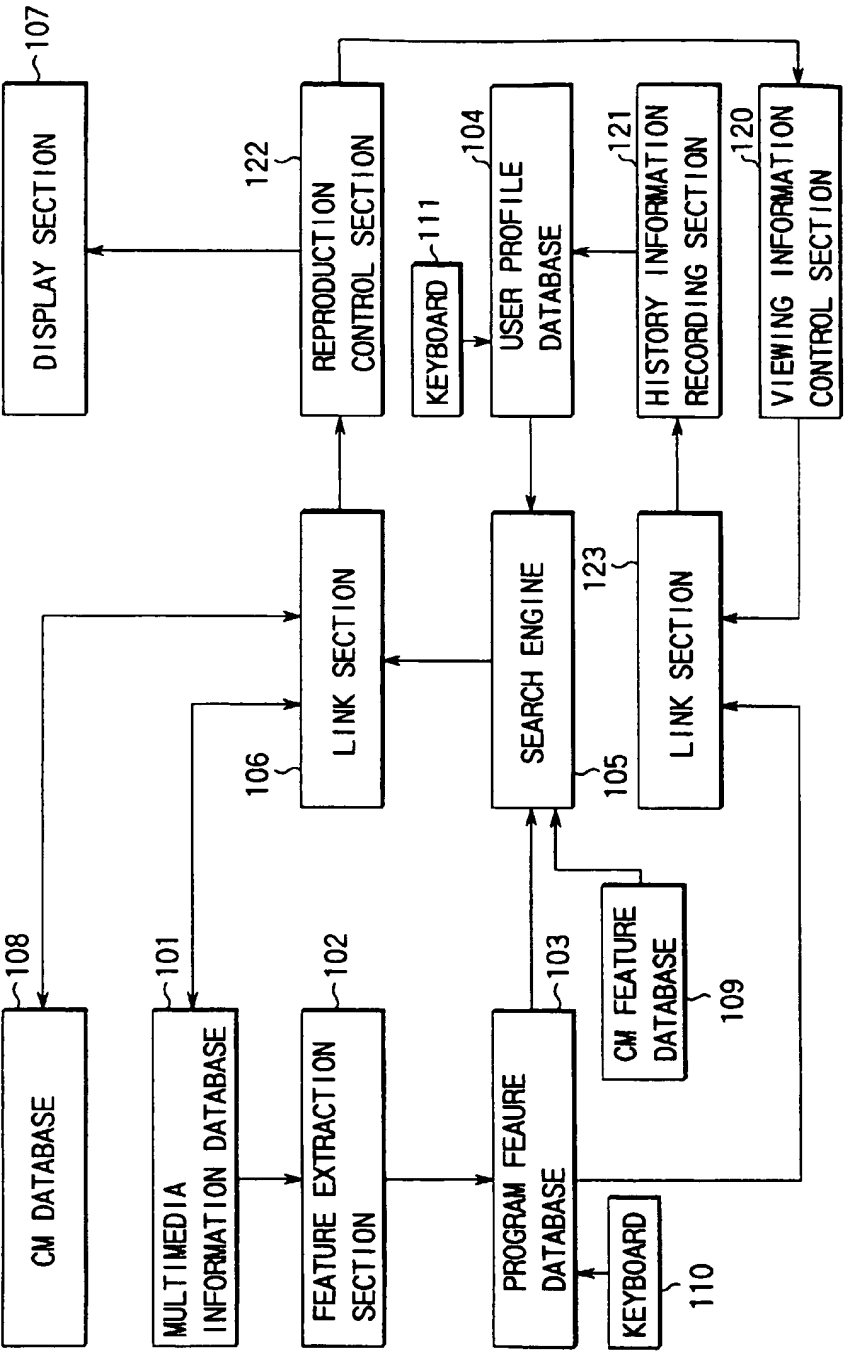 CM DATABASE
108
MULTIMEDIA
INFORMATION DATABASE
101
FEATURE EXTRACTION
SECTION
102
PROGRAM FEAURE
DATABASE
103
KEYBOARD
110
CM FEATURE
DATABASE
109
LINK SECTION
106
SEARCH ENGINE
105
LINK SECTION
123
DISPLAY SECTION
107
REPRODUCTION
CONTROL SECTION
122
KEYBOARD
111
USER PROFILE
DATABASE
104
HISTORY INFORMATION
RECORDING SECTION
121
VIEWING INFORMATION
CONTROL SECTION
120